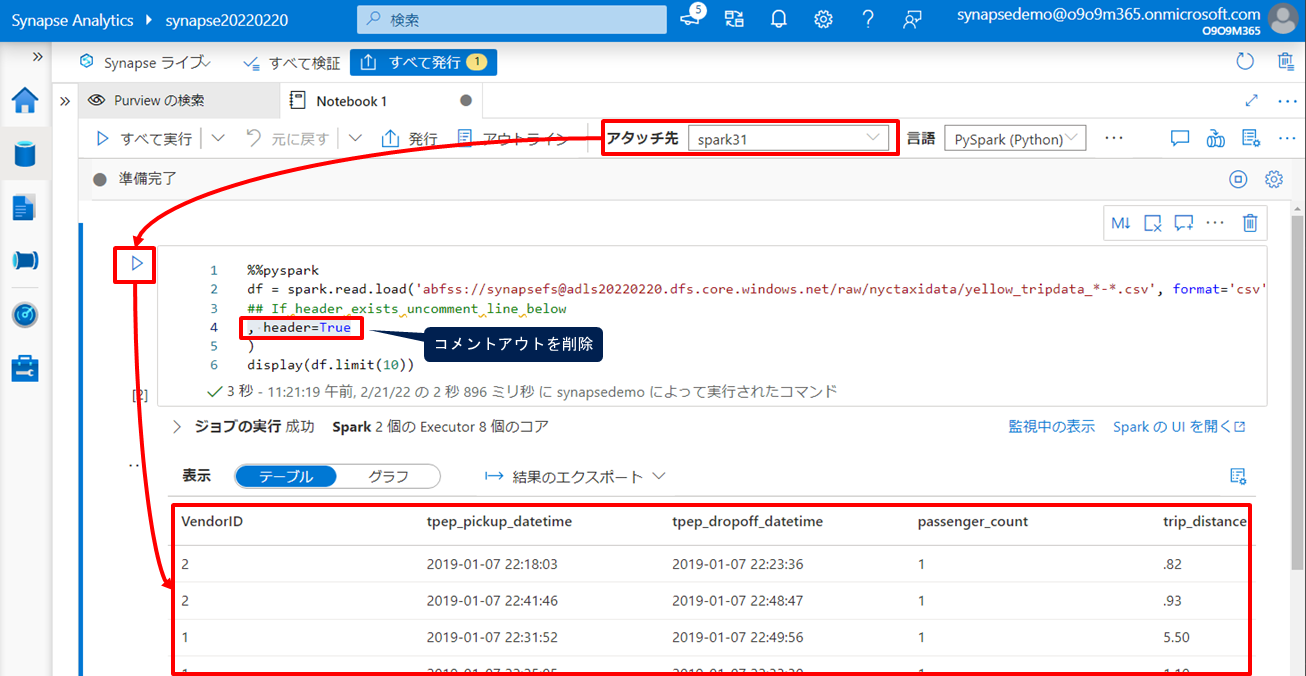 Synapse Analytics synapse20220220 検索 5 synapsedemo@o9o9m365.onmicrosoft.com
O9O9M365
Synapse ライブ すべて検証 すべて発行 1
Purview の検索 Notebook 1
すべて実行 元に戻す 発行 アウトライン アタッチ先 spark31 言語 PySpark (Python)
準備完了
M↓
1 %%pyspark
2 df = spark.read.load('abfss://synapsefs@adls20220220.dfs.core.windows.net/raw/nyctaxidata/yellow_tripdata_*-*.csv', format='csv'
3 ## If header exists uncomment line below
4 , header=True
コメントアウトを削除
5 )
6 display(df.limit(10))
[2] 3 秒 - 11:21:19 午前, 2/21/22 の 2 秒 896 ミリ秒 に synapsedemo によって実行されたコマンド
ジョブの実行 成功 Spark 2 個の Executor 8 個のコア 監視中の表示 Spark の UI を開く
表示 テーブル グラフ 結果のエクスポート
VendorID tpep_pickup_datetime tpep_dropoff_datetime passenger_count trip_distance
2 2019-01-07 22:18:03 2019-01-07 22:23:36 1 .82
2 2019-01-07 22:41:46 2019-01-07 22:48:47 1 .93
1 2019-01-07 22:31:52 2019-01-07 22:49:56 1 5.50